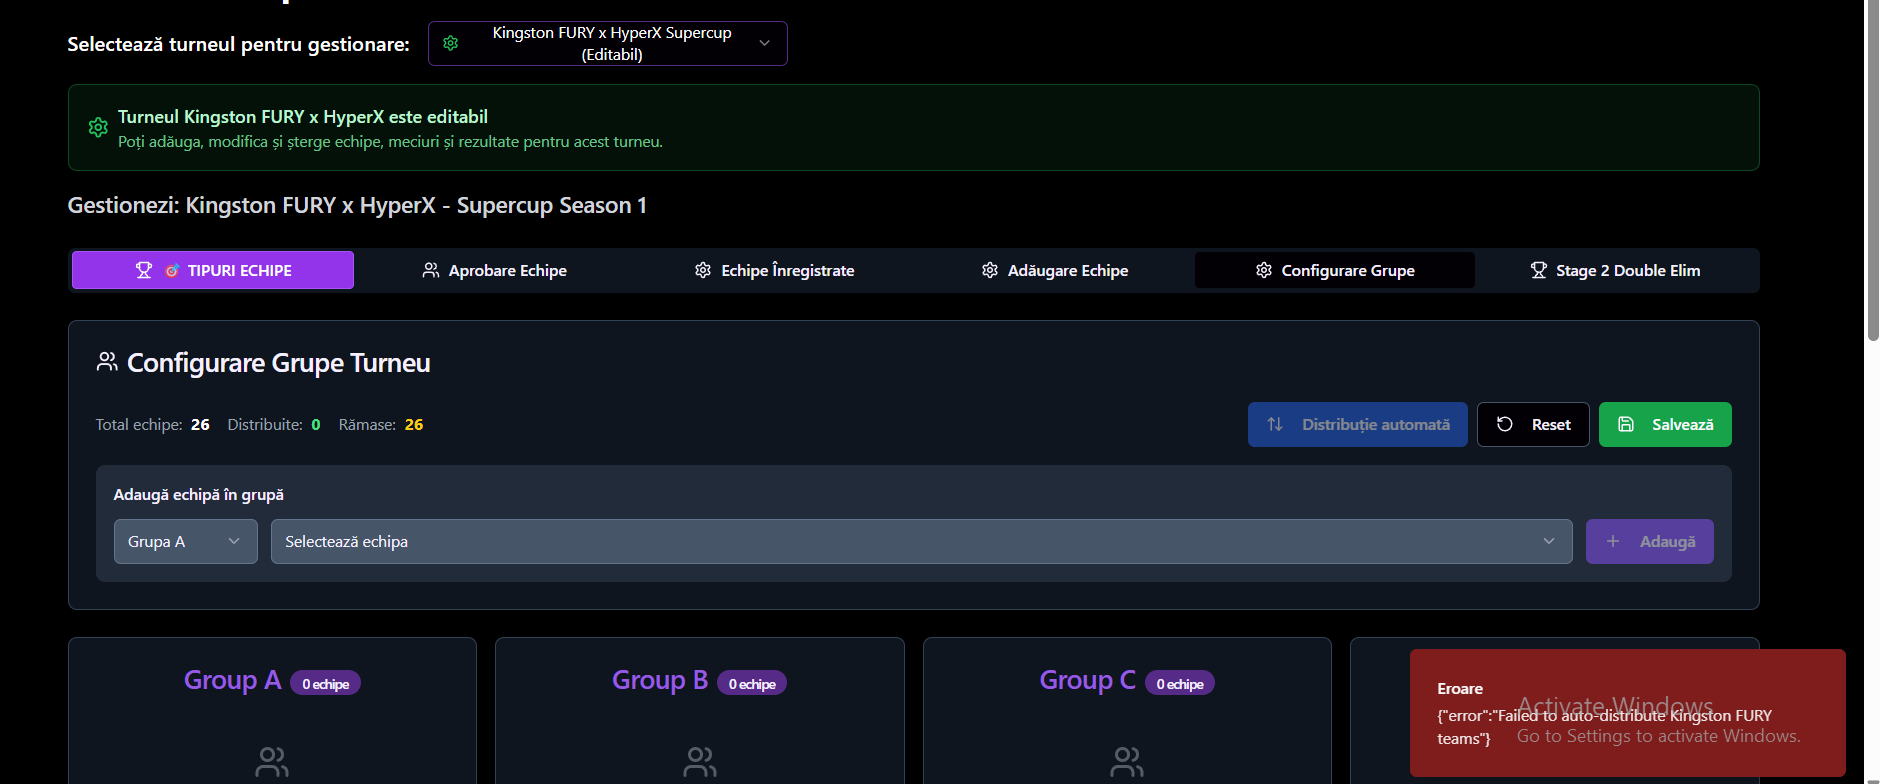 Selectează turneul pentru gestionare:
Kingston FURY x HyperX Supercup
(Editabil)
Turneul Kingston FURY x HyperX este editabil
Poți adăuga, modifica și șterge echipe, meciuri și rezultate pentru acest turneu.
Gestionezi: Kingston FURY x HyperX - Supercup Season 1
🎯 TIPURI ECHIPE
Aprobare Echipe
Echipe Înregistrate
Adăugare Echipe
Configurare Grupe
Stage 2 Double Elim
Configurare Grupe Turneu
Total echipe: 26 Distribuite: 0 Rămase: 26
Distribuție automată
Reset
Salvează
Adaugă echipă în grupă
Grupa A
Selectează echipa
Adaugă
Group A 0 echipe
Group B 0 echipe
Group C 0 echipe
Eroare
{"error":"Failed to auto-distribute Kingston FURY
teams"}
Activate Windows
Go to Settings to activate Windows.